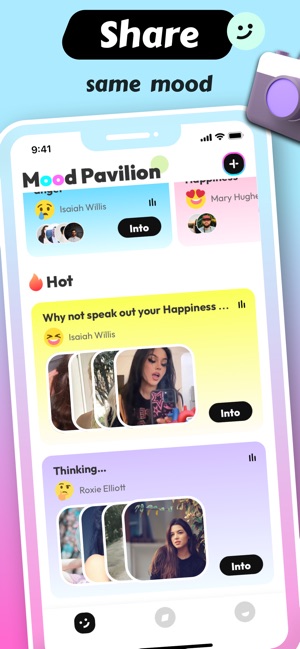 Share
same mood
9:41
Mood Pavilion
anger
Happiness
Isaiah Willis
Mary Hughe
Into
Hot
Why not speak out your Happiness ...
Isaiah Willis
Into
Thinking...
Roxie Elliott
Into